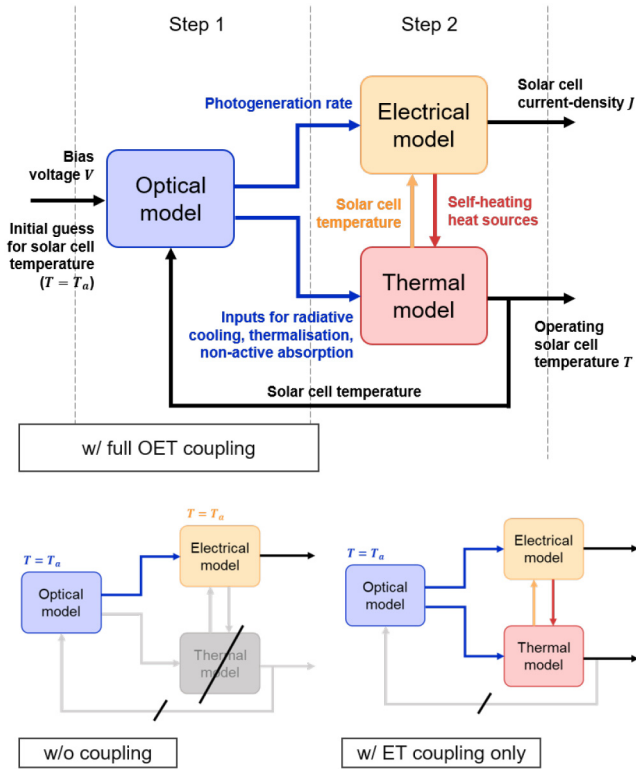 Step 1
Step 2
Photogeneration rate
Electrical
model
Solar cell
current-density J
Bias
voltage V
Optical
model
Initial guess
for solar cell
temperature
(T = Tₐ)
Solar cell
temperature
Self-heating
heat sources
Thermal
model
Inputs for radiative
cooling, thermalisation,
non-active absorption
Operating
solar cell
temperature T
Solar cell temperature
w/ full OET coupling
T = Tₐ
T = Tₐ
Electrical
model
Optical
model
Thermal
model
w/o coupling
T = Tₐ
Electrical
model
Optical
model
Thermal
model
w/ ET coupling only